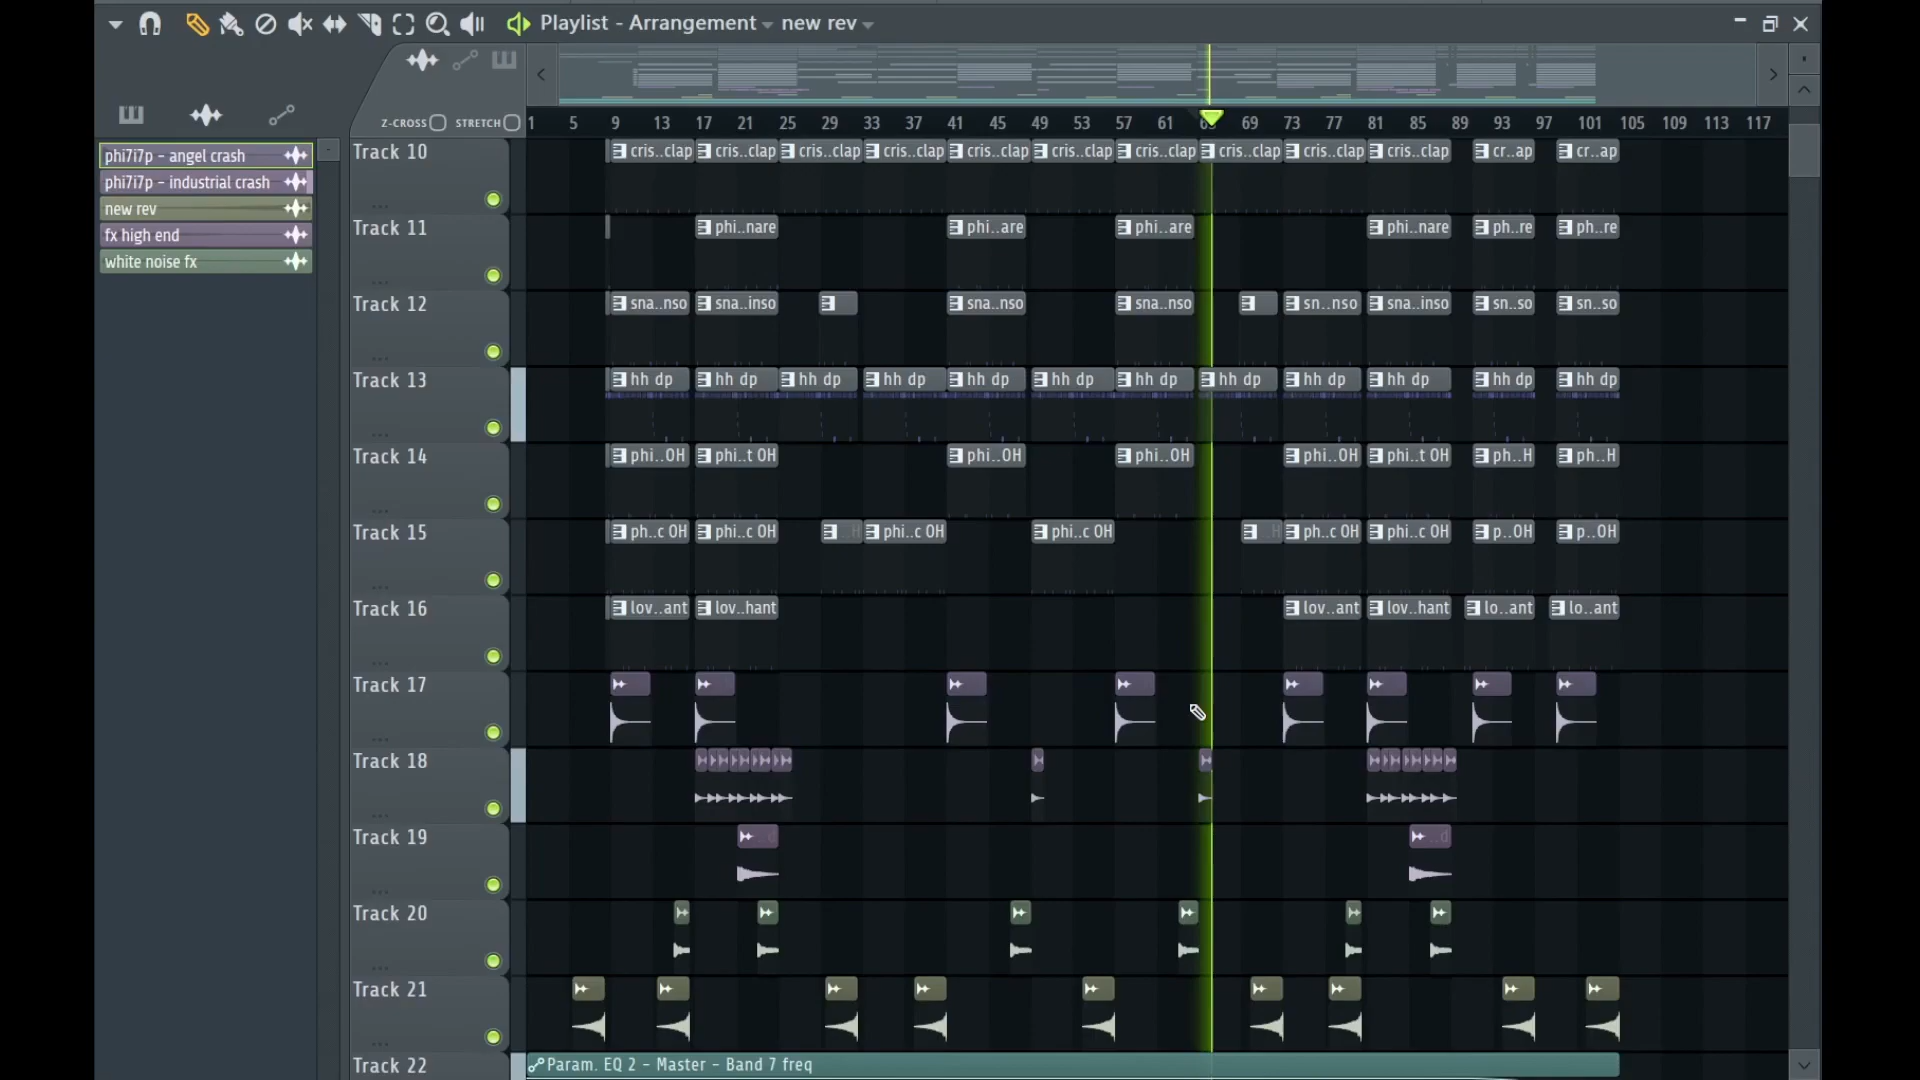 Playlist - Arrangement new rev
Z-CROSS STRETCH
1 5 9 13 17 21 25 29 33 37 41 45 49 53 57 61 65 69 73 77 81 85 89 93 97 101 105 109 113 117
phi7i7p - angel crash
phi7i7p - industrial crash
new rev
fx high end
white noise fx
Track 10 cris..clap cris..clap cris..clap cris..clap cris..clap cris..clap cris..clap cris..clap cris..clap cris..clap cr..ap cr..ap
Track 11 phi..nare phi..are phi..are phi..nare ph..re ph..re
Track 12 sna..nso sna..inso sna..nso sna..nso sn..nso sna..inso sn..so sn..so
Track 13 hh dp hh dp hh dp hh dp hh dp hh dp hh dp hh dp hh dp hh dp hh dp hh dp
Track 14 phi..OH phi..t OH phi..OH phi..OH phi..OH phi..t OH ph..H ph..H
Track 15 ph..c OH phi..c OH ..H phi..c OH phi..c OH ..H ph..c OH phi..c OH p..OH p..OH
Track 16 lov..ant lov..hant lov..ant lov..hant lo..ant lo..ant
Track 17
Track 18
Track 19
Track 20
Track 21
Track 22 Param. EQ 2 - Master - Band 7 freq